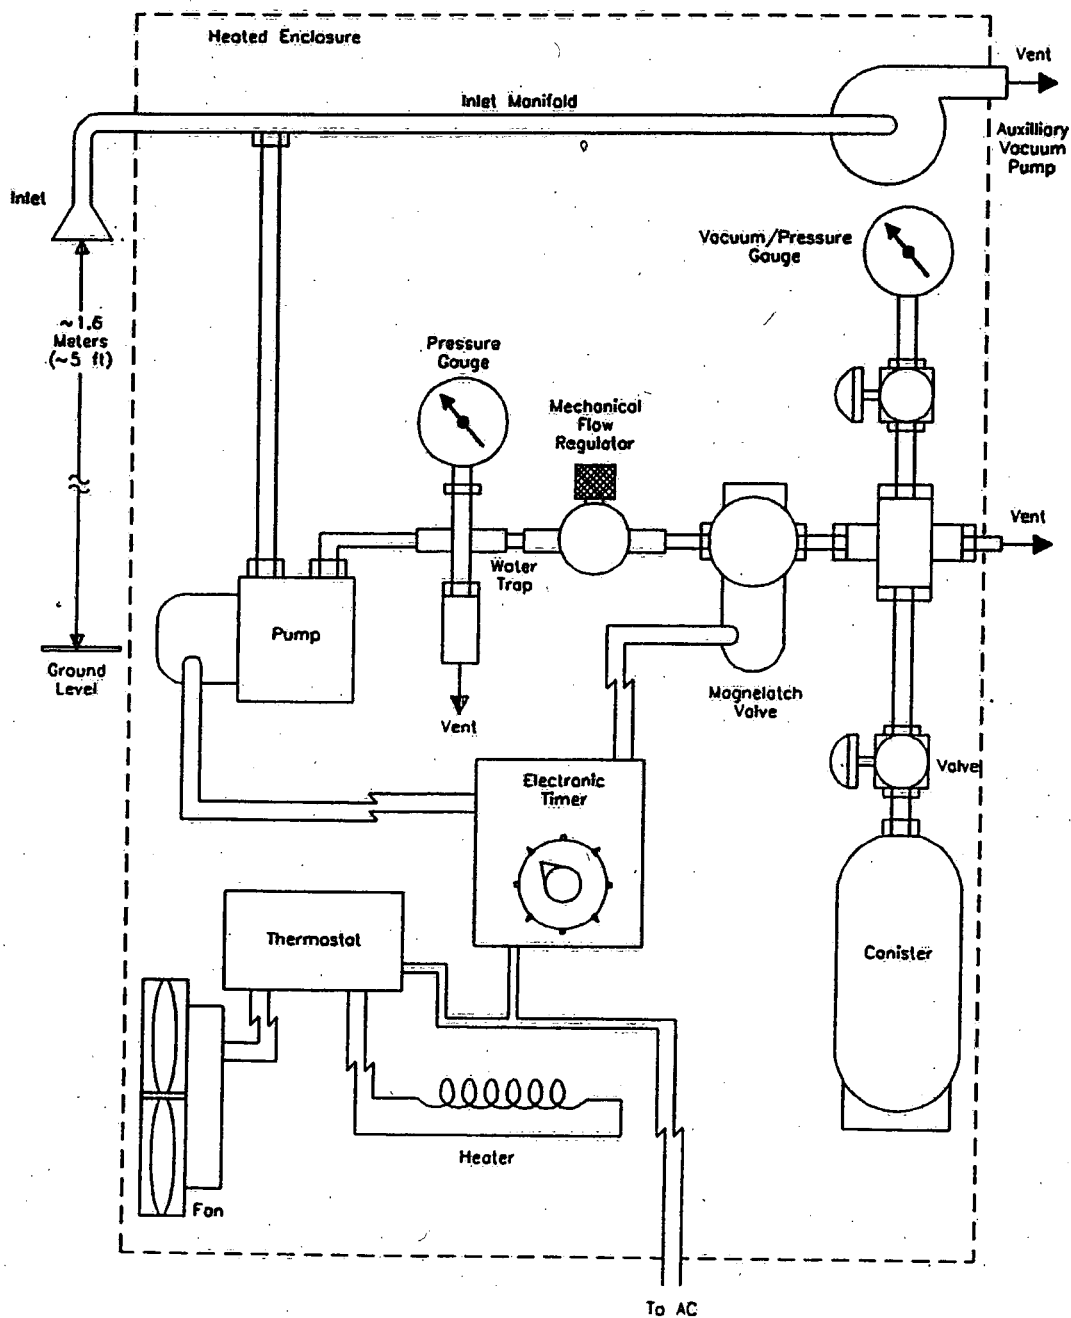 Heated Enclosure
Vent
Inlet Manifold
Auxilliary
Vacuum
Pump
Inlet
Vacuum/Pressure
Gauge
~1.6
Meters
(~5 ft)
Pressure
Gauge
Mechanical
Flow
Regulator
Vent
Water
Trap
Pump
Ground
Level
Magnelatch
Valve
Vent
Valve
Electronic
Timer
Thermostat
Canister
Heater
Fan
To AC